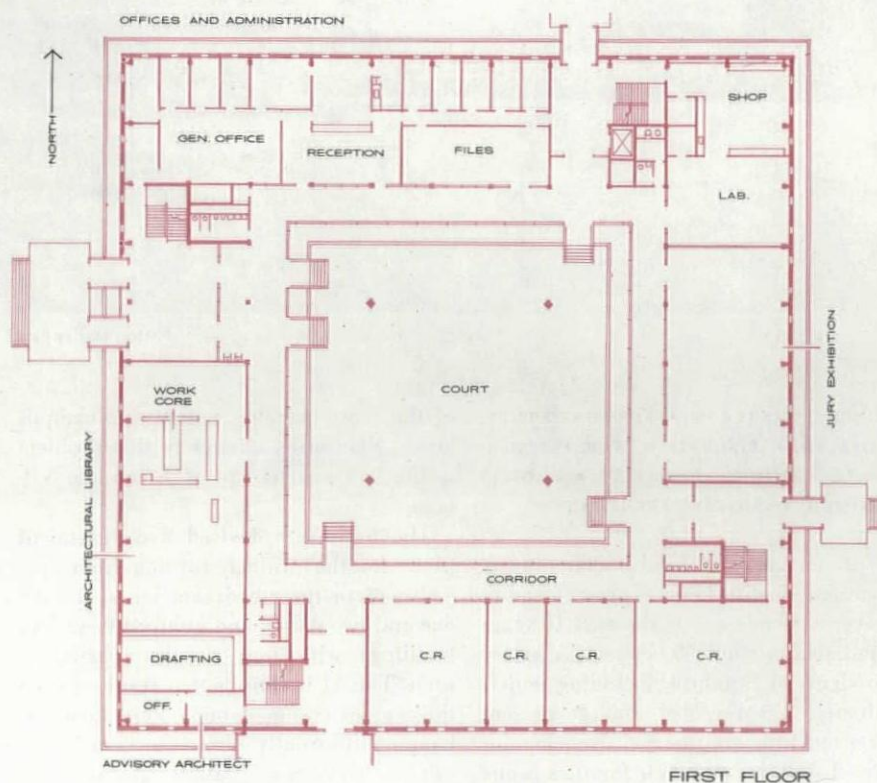 OFFICES AND ADMINISTRATION
NORTH
SHOP
GEN. OFFICE
RECEPTION
FILES
LAB.
WORK
CORE
COURT
JURY EXHIBITION
ARCHITECTURAL LIBRARY
CORRIDOR
DRAFTING
C.R.
C.R.
C.R.
C.R.
OFF.
ADVISORY ARCHITECT
FIRST FLOOR